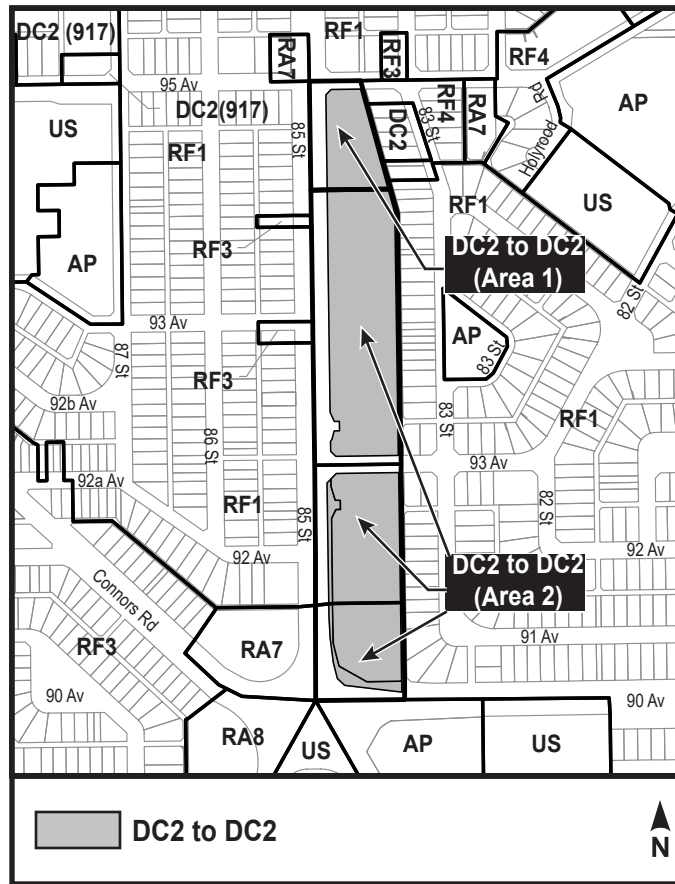 DC2 (917)
RA7
RF1
RF3
RF4
95 Av
DC2(917)
US
RF1
85 St
DC2
83 St
RF4
RA7
Holyrood Rd
AP
US
RF1
RF3
AP
DC2 to DC2
(Area 1)
82 St
93 Av
87 St
RF3
AP
83 St
92b Av
86 St
83 St
RF1
92a Av
RF1
85 St
93 Av
82 St
92 Av
92 Av
DC2 to DC2
(Area 2)
Connors Rd
RF3
RA7
91 Av
90 Av
90 Av
RA8
US
AP
US
DC2 to DC2
N